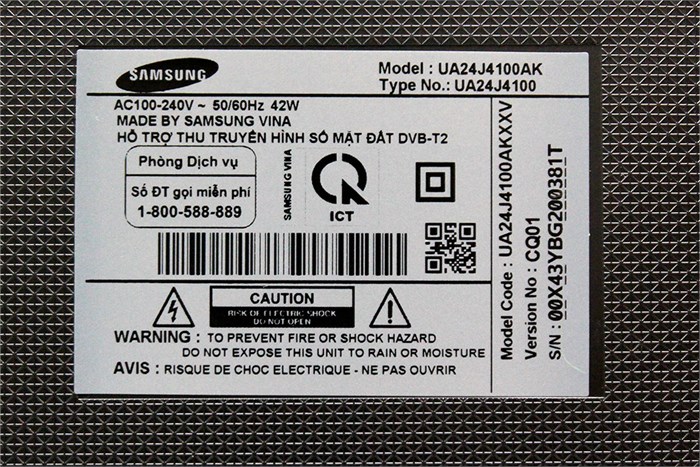 SAMSUNG
Model : UA24J4100AK
Type No.: UA24J4100
AC100-240V ~ 50/60Hz 42W
MADE BY SAMSUNG VINA
HỖ TRỢ THU TRUYỀN HÌNH SỐ MẶT ĐẤT DVB-T2
Phòng Dịch vụ
Số ĐT gọi miễn phí
1-800-588-889
SAMSUNG VINA
ICT
CAUTION
RISK OF ELECTRIC SHOCK
DO NOT OPEN
WARNING : TO PREVENT FIRE OR SHOCK HAZARD
DO NOT EXPOSE THIS UNIT TO RAIN OR MOISTURE
AVIS : RISQUE DE CHOC ELECTRIQUE - NE PAS OUVRIR
Model Code : UA24J4100AKXXV
Version No : CQ01
S/N : 00X43YBG200381T